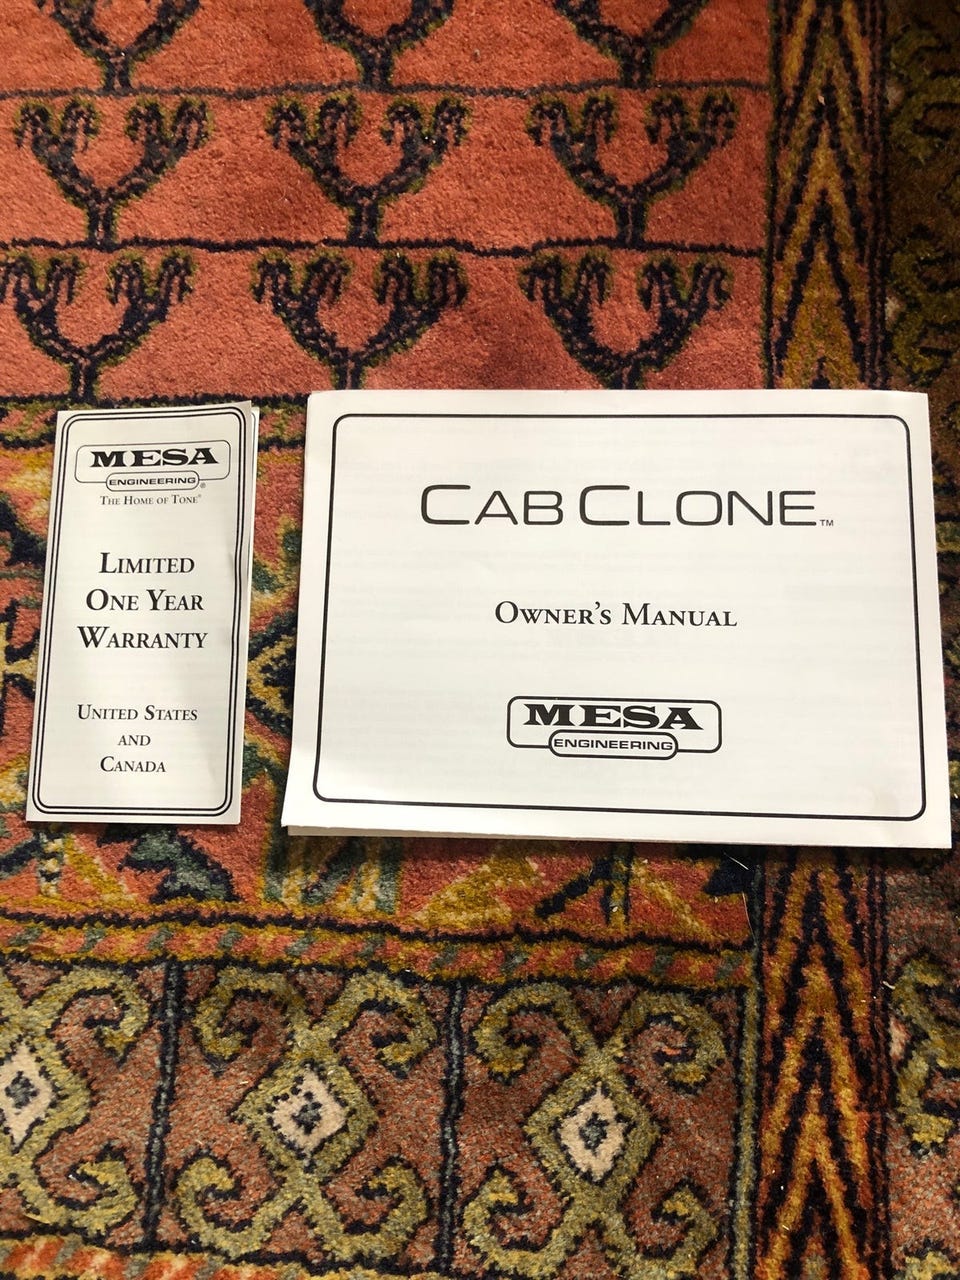 MESA
ENGINEERING®
The Home of Tone®
Limited
One Year
Warranty
United States
and
Canada
CAB CLONE™
Owner's Manual
MESA
ENGINEERING